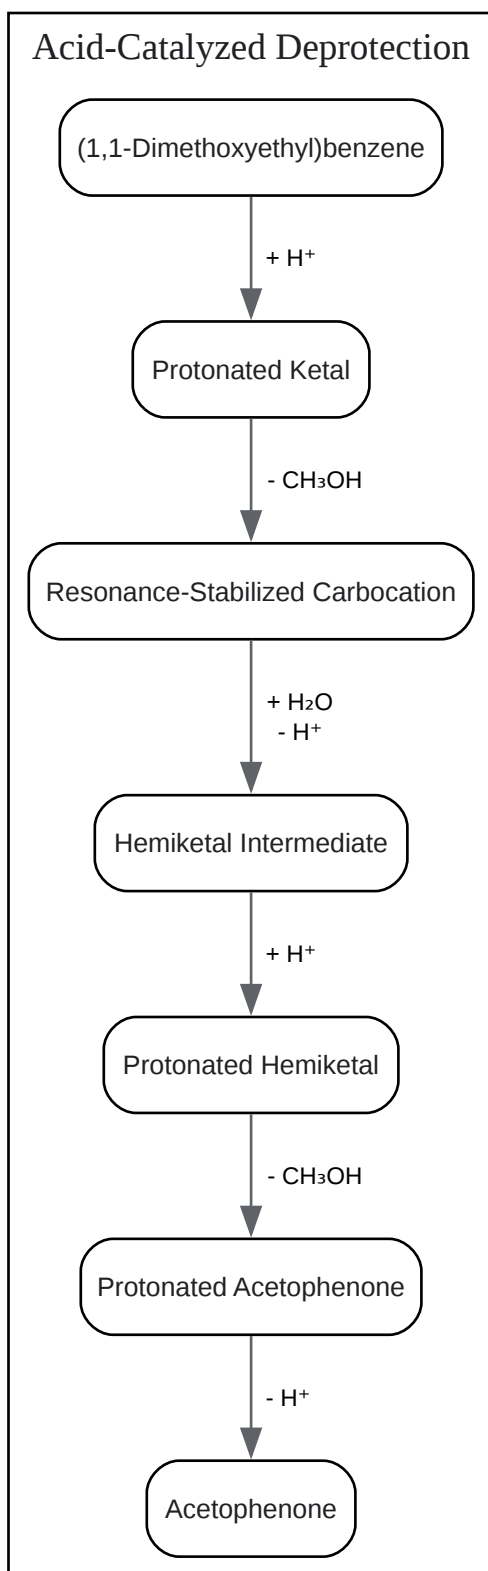 Acid-Catalyzed Deprotection
(1,1-Dimethoxyethyl)benzene
+ H⁺
Protonated Ketal
- CH₃OH
Resonance-Stabilized Carbocation
+ H₂O
- H⁺
Hemiketal Intermediate
+ H⁺
Protonated Hemiketal
- CH₃OH
Protonated Acetophenone
- H⁺
Acetophenone